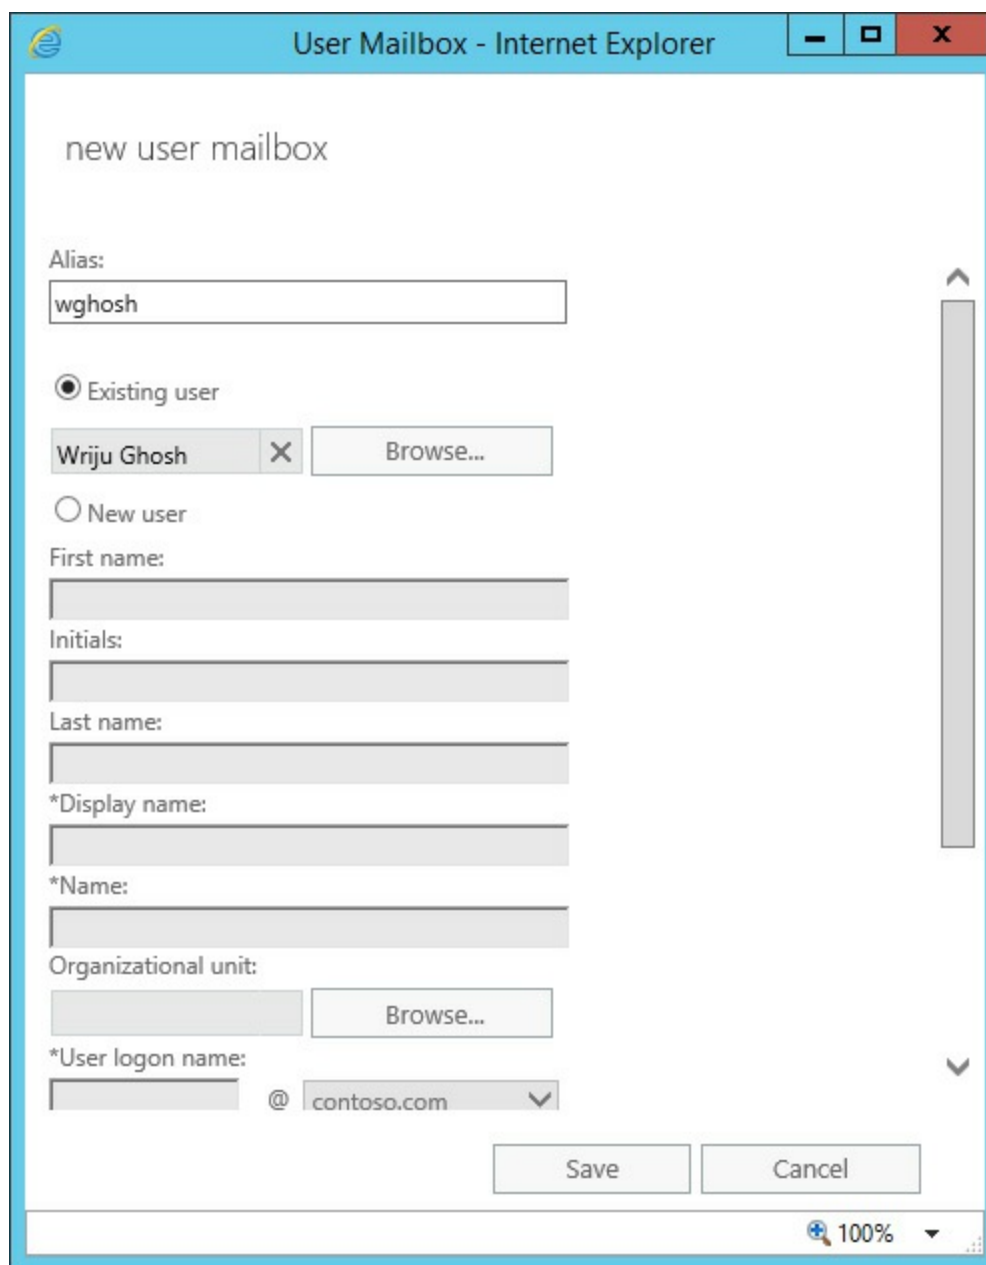 User Mailbox - Internet Explorer
new user mailbox
Alias:
wghosh
Existing user
Wriju Ghosh
Browse...
New user
First name:
Initials:
Last name:
*Display name:
*Name:
Organizational unit:
Browse...
*User logon name:
@ contoso.com
Save Cancel
100%